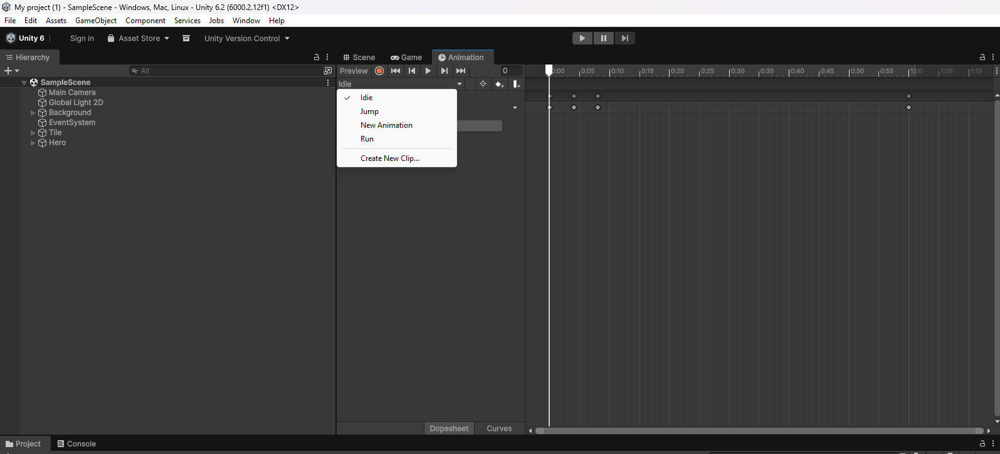 My project (1) - SampleScene - Windows, Mac, Linux - Unity 6.2 (6000.2.12f1) <DX12>
File Edit Assets GameObject Component Services Jobs Window Help
Unity 6 Sign in Asset Store Unity Version Control
Hierarchy Scene Game Animation
All Preview 0 0:00 0:05 0:10 0:15 0:20 0:25 0:30 0:35 0:40 0:45 0:50 0:55 1:00 1:05 1:10
SampleScene Idie
Main Camera Idie
Global Light 2D
Background Jump
EventSystem New Animation
Tile Run
Hero
Create New Clip...
Dopesheet Curves
Project Console